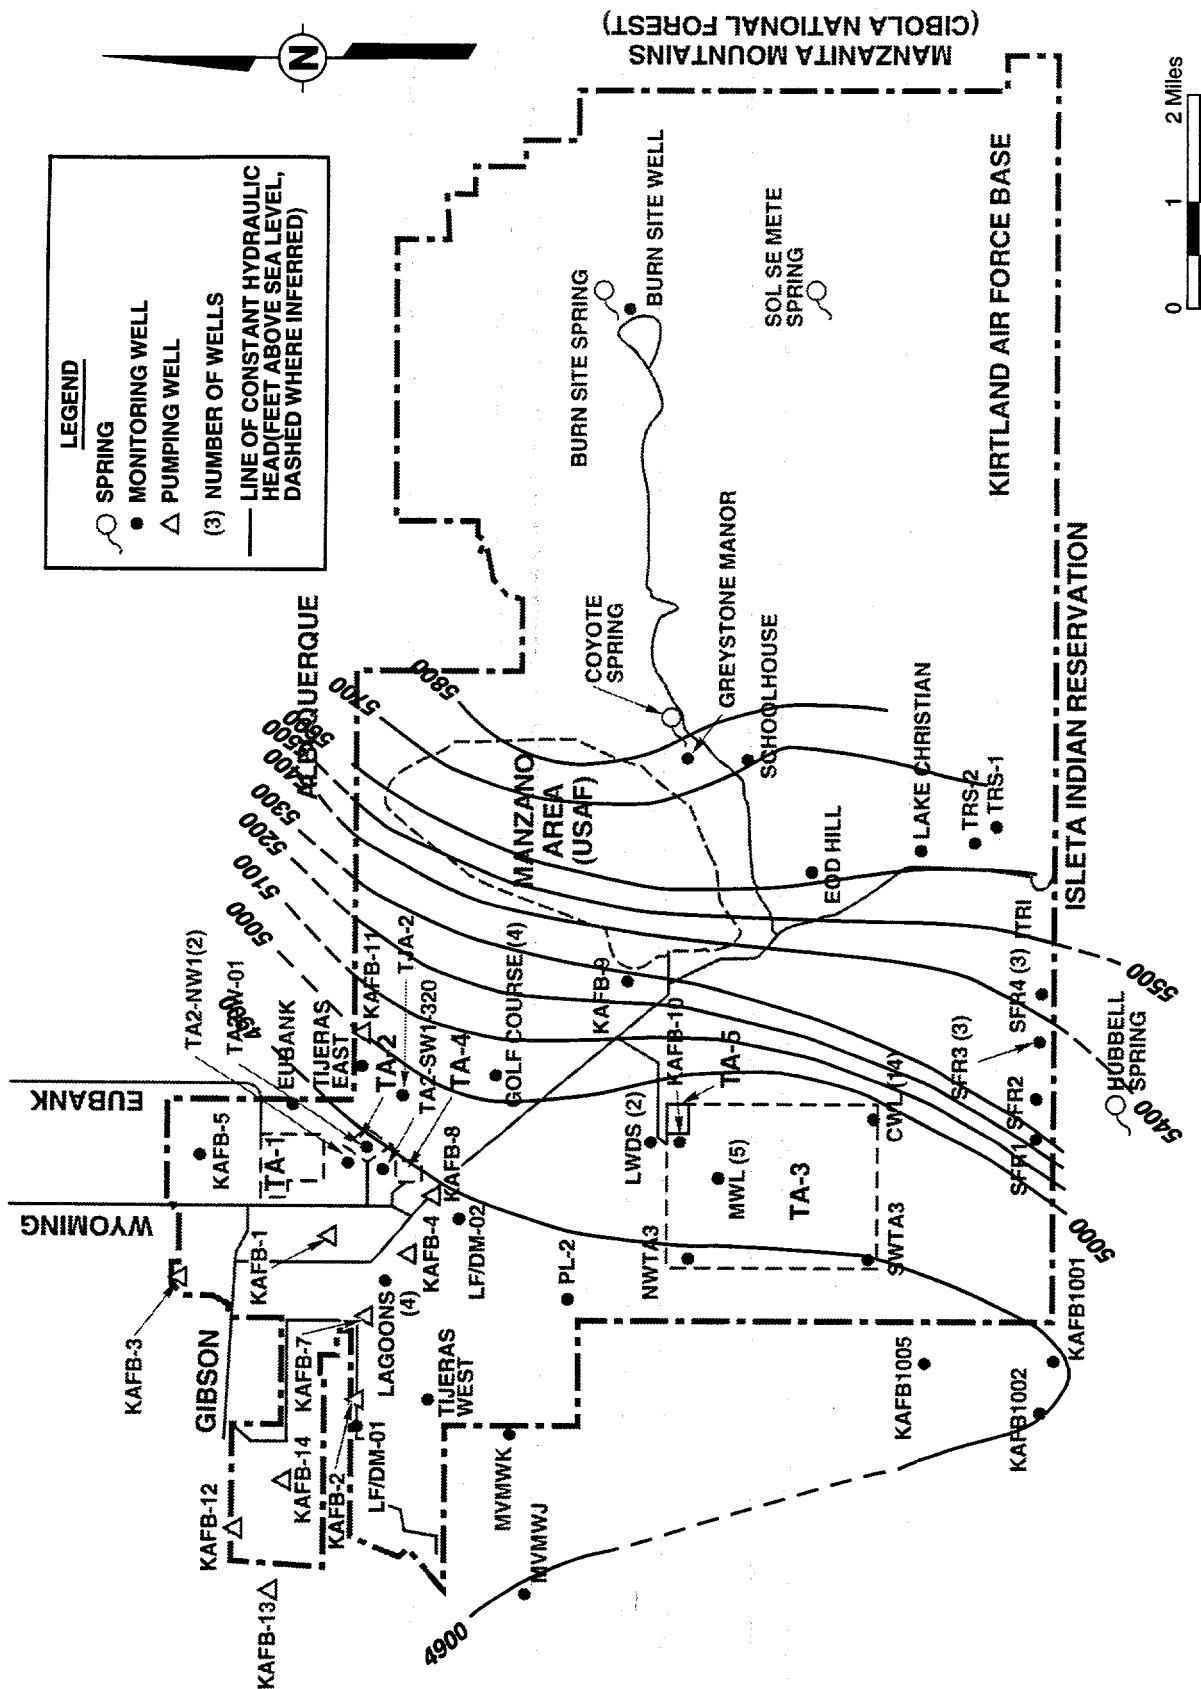 LEGEND
SPRING
MONITORING WELL
PUMPING WELL
(3) NUMBER OF WELLS
LINE OF CONSTANT HYDRAULIC
HEAD(FEET ABOVE SEA LEVEL,
DASHED WHERE INFERRED)
N
MANZANITA MOUNTAINS
(CIBOLA NATIONAL FOREST)
0
1
2 Miles
KIRTLAND AIR FORCE BASE
ISLETA INDIAN RESERVATION
ALBUQUERQUE
EUBANK
WYOMING
GIBSON
BURN SITE SPRING
BURN SITE WELL
SOL SE METE
SPRING
COYOTE
SPRING
GREYSTONE MANOR
SCHOOLHOUSE
LAKE CHRISTIAN
TRS-2
TRS-1
EOD HILL
MANZANO
AREA
(USAF)
5800
5700
5600
5500
5400
5300
5200
5100
5000
4900
TA2-NW1(2)
EUBANK
TIJERAS
EAST
TA-2
KAFB-11
TJA-2
TA2-SW1-320
TA-4
GOLF COURSE (4)
KAFB-9
KAFB-10
TA-5
LWDS (2)
MWL (5)
TA-3
CWL (14)
NWTA3
SWTA3
ITRI
SFR4 (3)
SFR3 (3)
SFR2
SFR1
HUBBELL
SPRING
5500
5400
5000
KAFB-5
TA-1
KAFB-3
KAFB-1
KAFB-8
KAFB-4
LF/DM-02
PL-2
KAFB-7
LAGOONS
(4)
TIJERAS
WEST
KAFB-12
KAFB-14
KAFB-2
LF/DM-01
KAFB-13
MVMWK
MVMWJ
4900
KAFB1005
KAFB1002
KAFB1001